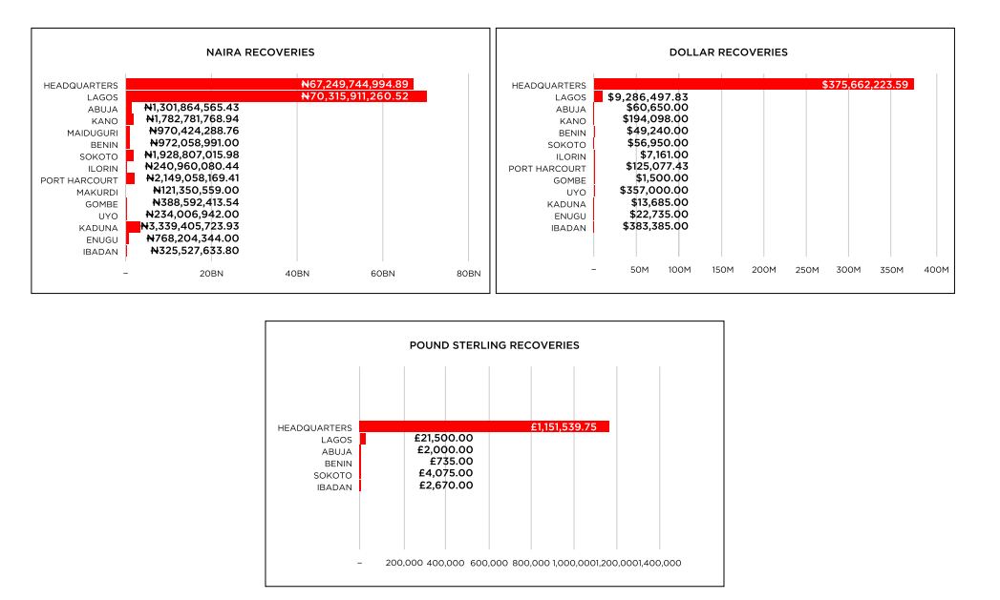 NAIRA RECOVERIES
HEADQUARTERS ₦67,249,744,994.89
LAGOS ₦70,315,911,260.52
ABUJA ₦1,301,864,565.43
KANO ₦1,782,781,768.94
MAIDUGURI ₦970,424,288.76
BENIN ₦972,058,991.00
SOKOTO ₦1,928,807,015.98
ILORIN ₦240,960,080.44
PORT HARCOURT ₦2,149,058,169.41
MAKURDI ₦121,350,559.00
GOMBE ₦388,592,413.54
UYO ₦234,006,942.00
KADUNA ₦3,339,405,723.93
ENUGU ₦768,204,344.00
IBADAN ₦325,527,633.80
– 20BN 40BN 60BN 80BN
DOLLAR RECOVERIES
HEADQUARTERS $375,662,223.59
LAGOS $9,286,497.83
ABUJA $60,650.00
KANO $194,098.00
BENIN $49,240.00
SOKOTO $56,950.00
ILORIN $7,161.00
PORT HARCOURT $125,077.43
GOMBE $1,500.00
UYO $357,000.00
KADUNA $13,685.00
ENUGU $22,735.00
IBADAN $383,385.00
– 50M 100M 150M 200M 250M 300M 350M 400M
POUND STERLING RECOVERIES
HEADQUARTERS £1,151,539.75
LAGOS £21,500.00
ABUJA £2,000.00
BENIN £735.00
SOKOTO £4,075.00
IBADAN £2,670.00
– 200,000 400,000 600,000 800,000 1,000,000 1,200,000 1,400,000